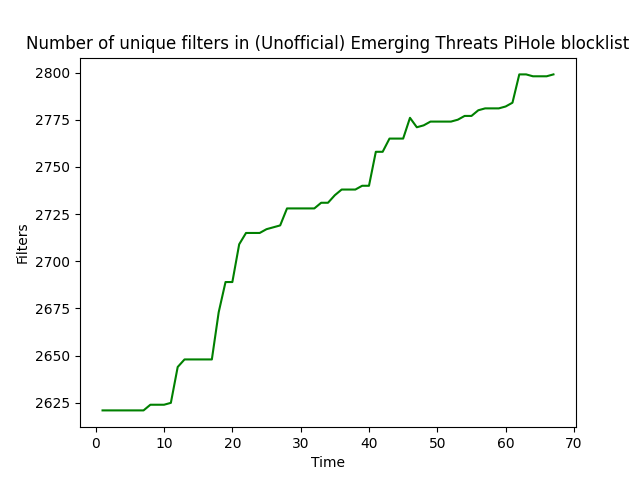 Number of unique filters in (Unofficial) Emerging Threats PiHole blocklist
2800
2775
2750
2725
2700
2675
2650
2625
Filters
0 10 20 30 40 50 60 70
Time